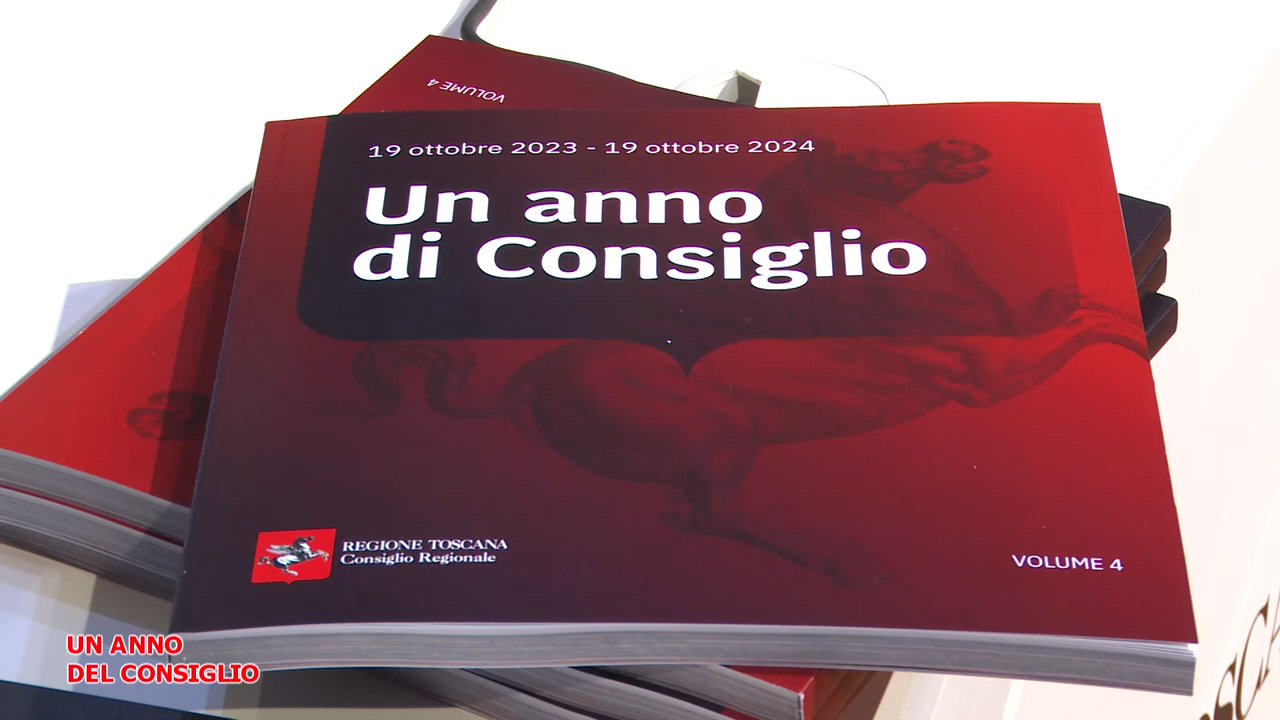 VOLUME 4
19 ottobre 2023 - 19 ottobre 2024
Un anno
di Consiglio
REGIONE TOSCANA
Consiglio Regionale
VOLUME 4
UN ANNO
DEL CONSIGLIO